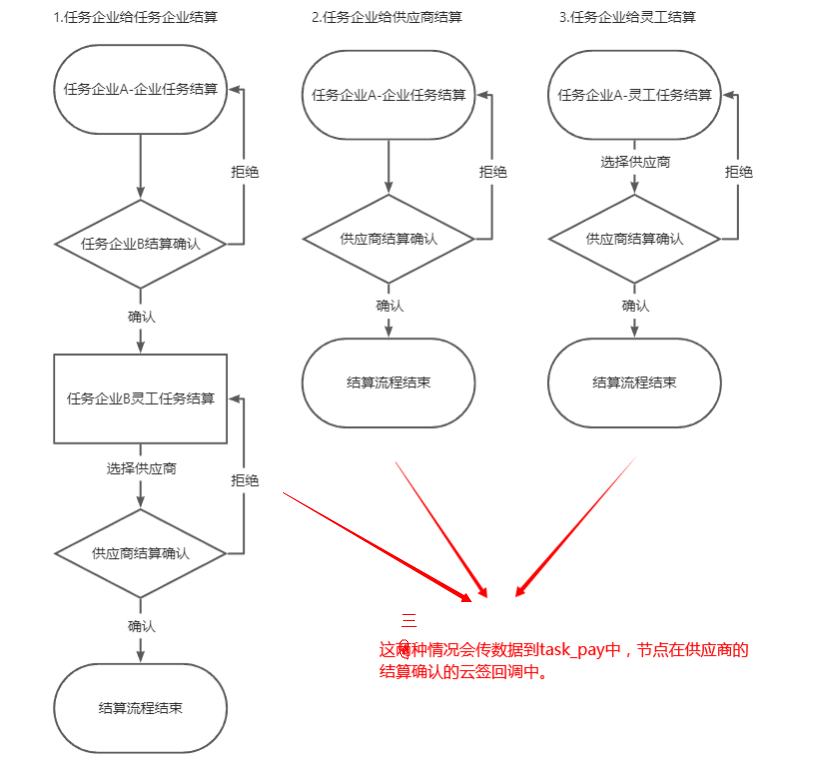 1.任务企业给任务企业结算
任务企业A-企业任务结算
拒绝
任务企业B结算确认
确认
任务企业B灵工任务结算
选择供应商
拒绝
供应商结算确认
确认
结算流程结束
2.任务企业给供应商结算
任务企业A-企业任务结算
拒绝
供应商结算确认
确认
结算流程结束
3.任务企业给灵工结算
任务企业A-灵工任务结算
选择供应商
拒绝
供应商结算确认
确认
结算流程结束
三
这两种情况会传数据到task_pay中，节点在供应商的
结算确认的云签回调中。